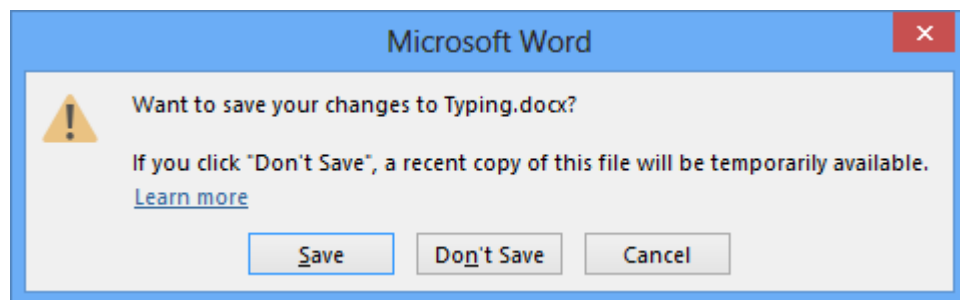 Microsoft Word
Want to save your changes to Typing.docx?
If you click "Don't Save", a recent copy of this file will be temporarily available.
Learn more
Save Don't Save Cancel